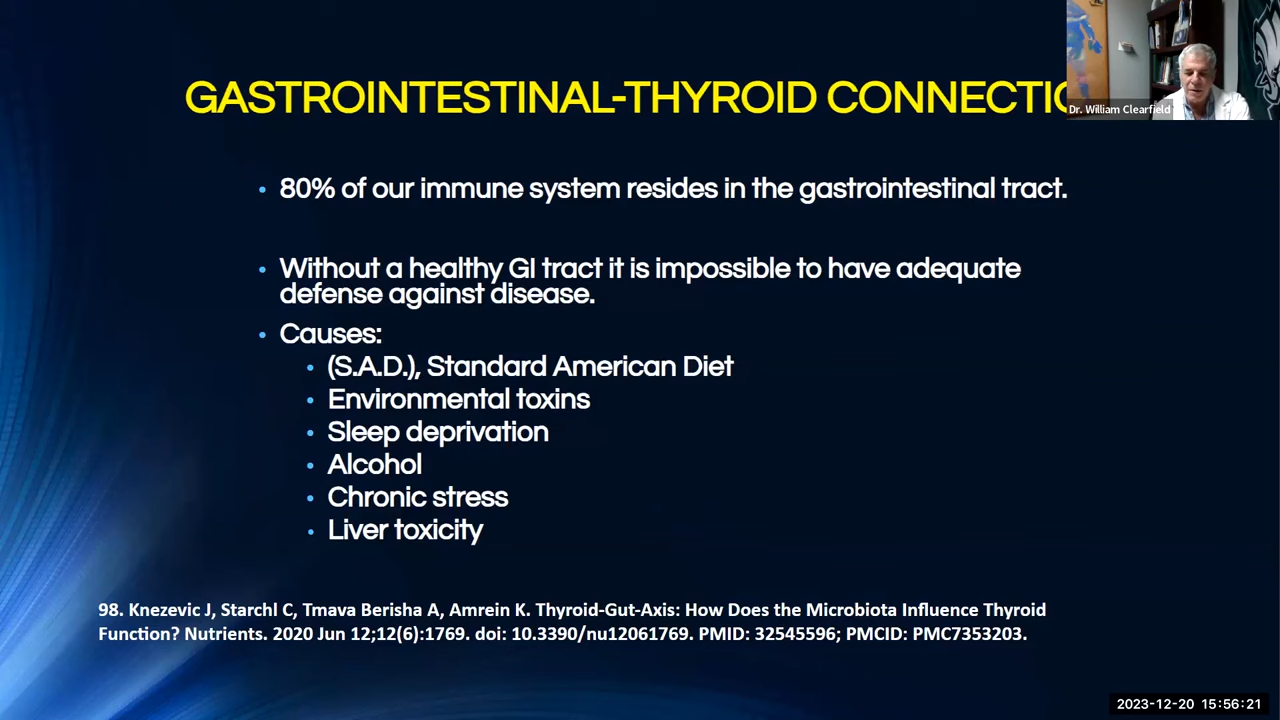 GASTROINTESTINAL-THYROID CONNECTIO
Dr. William Clearfield
• 80% of our immune system resides in the gastrointestinal tract.
• Without a healthy GI tract it is impossible to have adequate
defense against disease.
• Causes:
• (S.A.D.), Standard American Diet
• Environmental toxins
• Sleep deprivation
• Alcohol
• Chronic stress
• Liver toxicity
98. Knezevic J, Starchl C, Tmava Berisha A, Amrein K. Thyroid-Gut-Axis: How Does the Microbiota Influence Thyroid
Function? Nutrients. 2020 Jun 12;12(6):1769. doi: 10.3390/nu12061769. PMID: 32545596; PMCID: PMC7353203.
2023-12-20 15:56:21